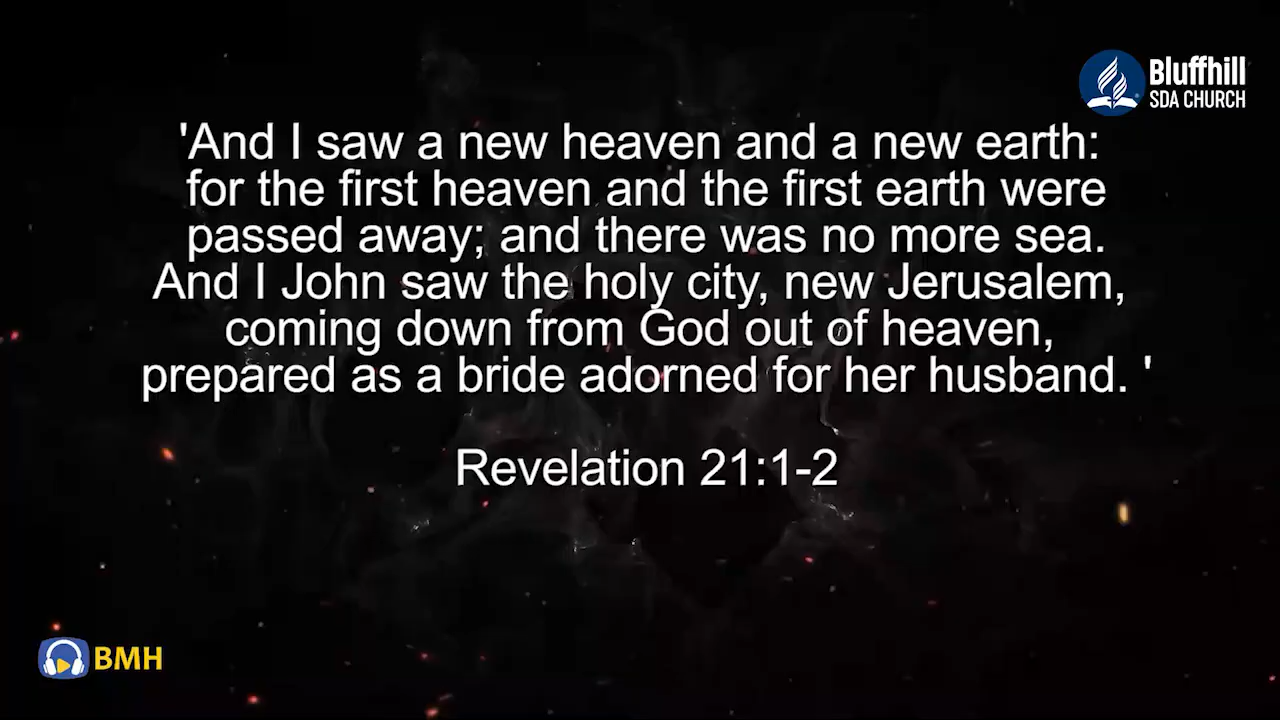 Bluffhill
SDA CHURCH
'And I saw a new heaven and a new earth:
for the first heaven and the first earth were
passed away; and there was no more sea.
And I John saw the holy city, new Jerusalem,
coming down from God out of heaven,
prepared as a bride adorned for her husband. '
Revelation 21:1-2
BMH